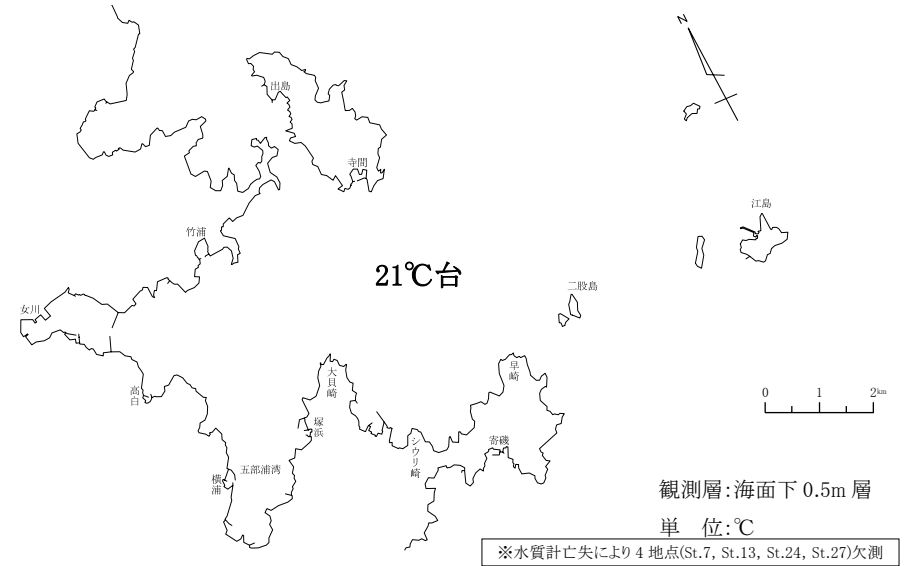 N
出島
寺間
江島
竹浦
21℃台
二股島
女川
大貝崎
早崎
高白
0 1 2km
塚浜
シウリ崎
寄磯
五部浦湾
横浦
観測層:海面下 0.5m 層
単 位:℃
※水質計亡失により 4 地点(St.7, St.13, St.24, St.27)欠測